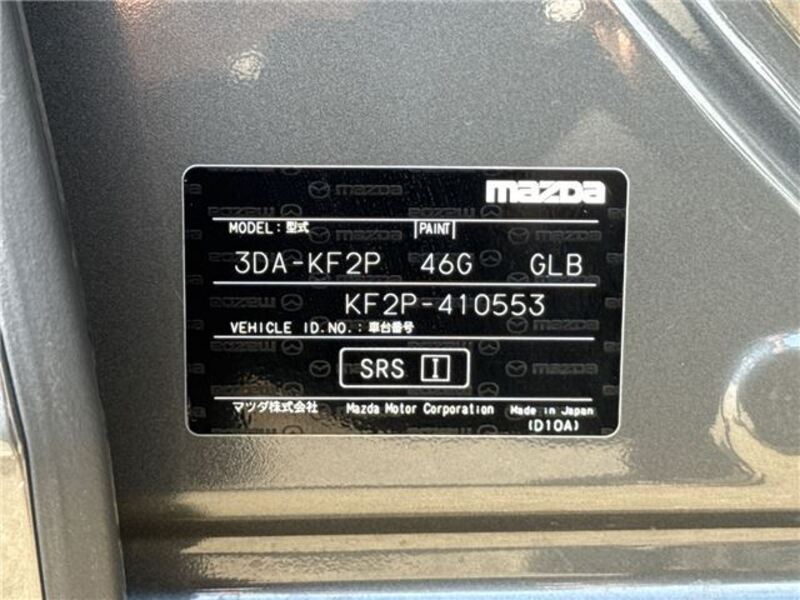 mazda
MODEL:型式 PAINT
3DA-KF2P 46G GLB
KF2P-410553
VEHICLE ID.NO.:車台番号
SRS I
マツダ株式会社 Mazda Motor Corporation Made in Japan
(D10A)